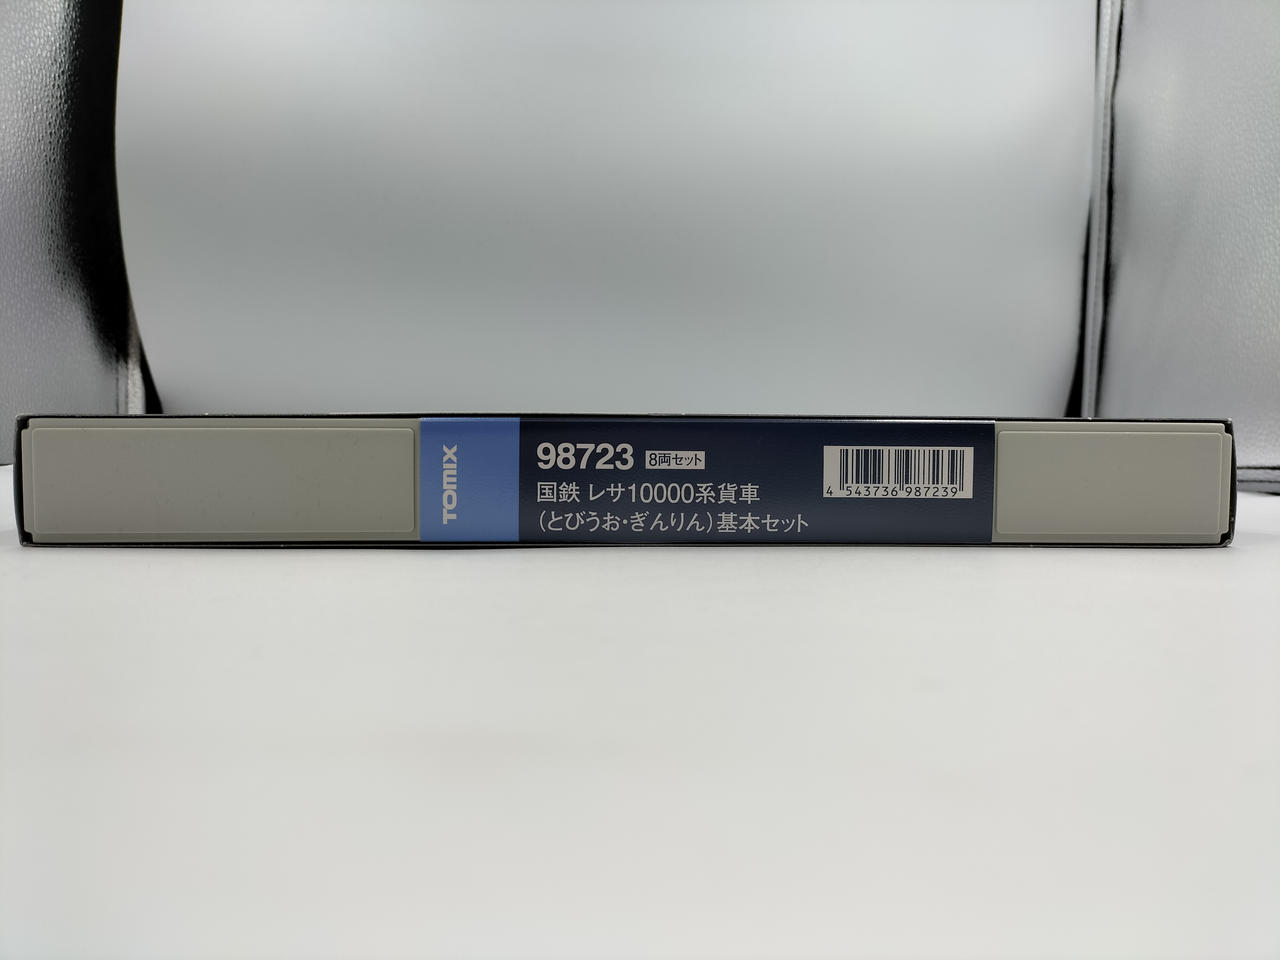 TOMIX
98723 8両セット
国鉄 レサ10000系貨車
(とびうお・ぎんりん)基本セット
4 543736 987239